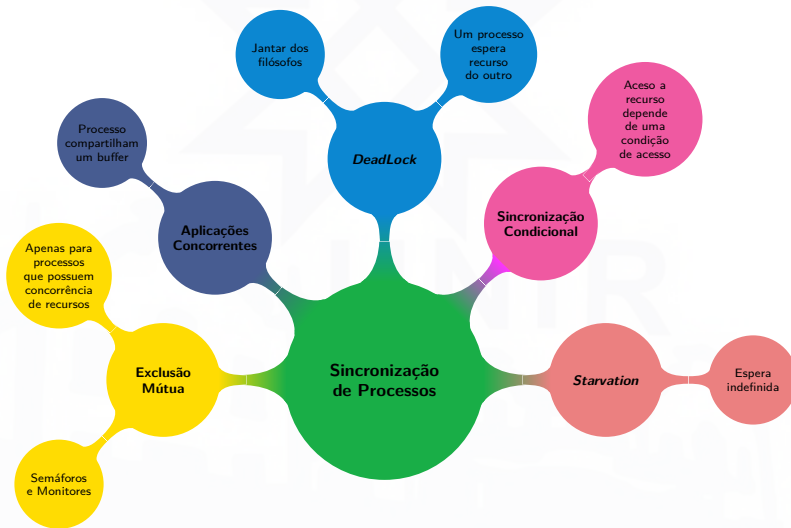 Jantar dos
filósofos
Um processo
espera
recurso
do outro
Aceso a
recurso
depende
de uma
condição
de acesso
Processo
compartilham
um buffer
DeadLock
Sincronização
Condicional
Aplicações
Concorrentes
Apenas para
processos
que possuem
concorrência
de recursos
Exclusão
Mútua
Sincronização
de Processos
Starvation
Espera
indefinida
Semáforos
e Monitores